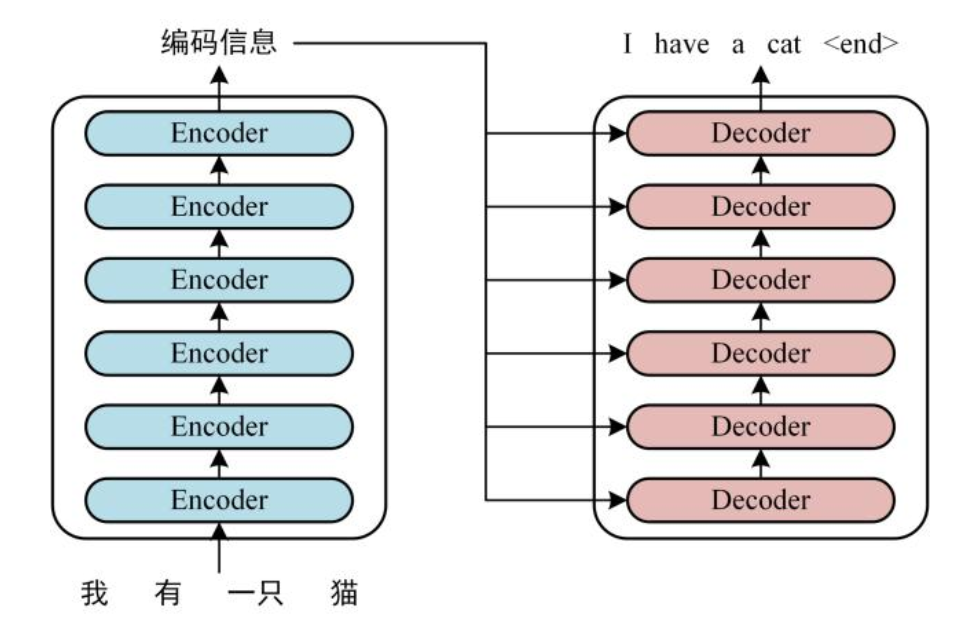 编码信息
Encoder
Encoder
Encoder
Encoder
Encoder
Encoder
我 有 一只 猫
I have a cat <end>
Decoder
Decoder
Decoder
Decoder
Decoder
Decoder